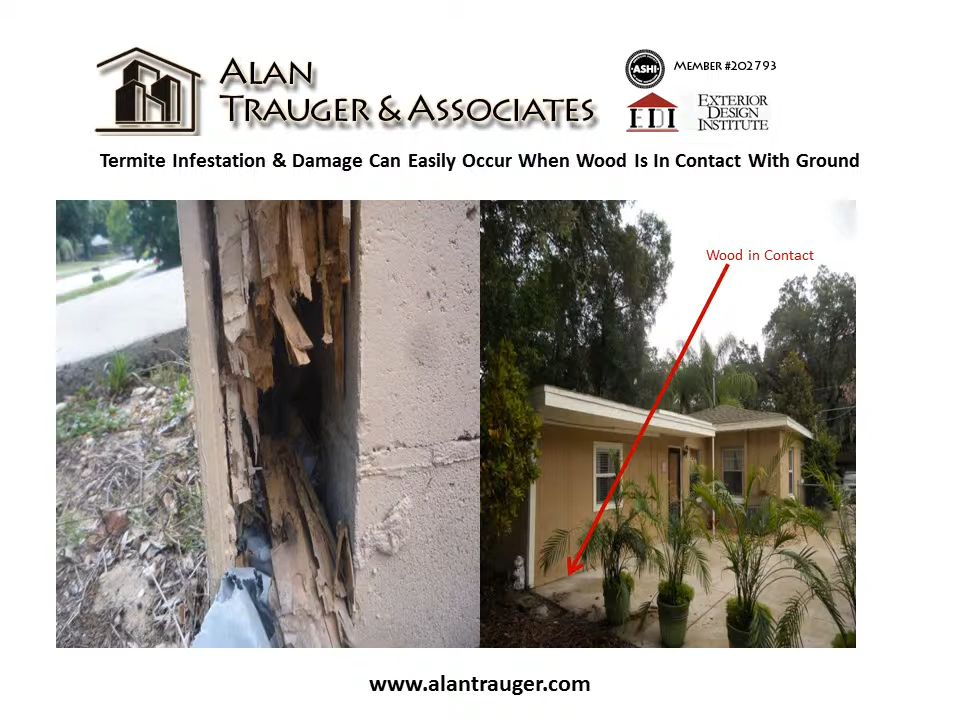 ALAN
TRAUGER & ASSOCIATES
ASHI
MEMBER #202793
EDI
EXTERIOR
DESIGN
INSTITUTE
Termite Infestation & Damage Can Easily Occur When Wood Is In Contact With Ground
Wood in Contact
www.alantrauger.com